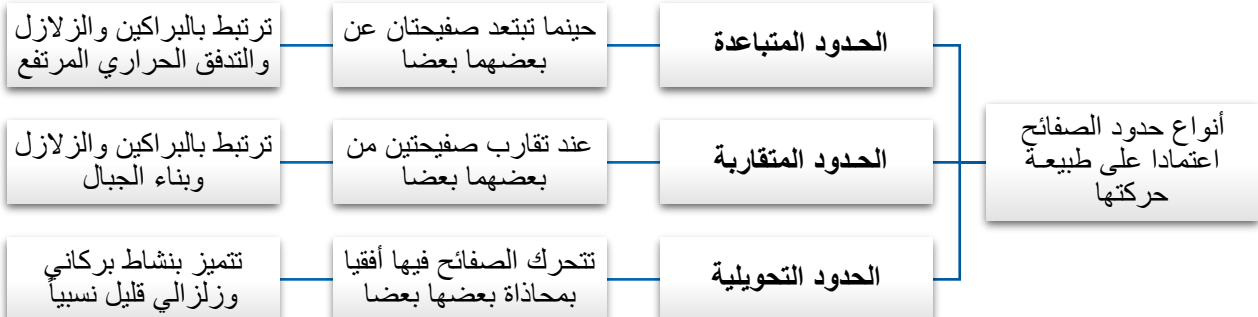 أنواع حدود الصفائح
اعتمادا على طبيعة
حركتها
الحدود المتباعدة
حينما تبتعد صفيحتان عن
بعضهما بعضا
ترتبط بالبراكين والزلازل
والتدفق الحراري المرتفع
الحدود المتقاربة
عند تقارب صفيحتين من
بعضهما بعضا
ترتبط بالبراكين والزلازل
وبناء الجبال
الحدود التحويلية
تتحرك الصفائح فيها أفقيا
بمحاذاة بعضها بعضا
تتميز بنشاط بركاني
وزلزالي قليل نسبياً